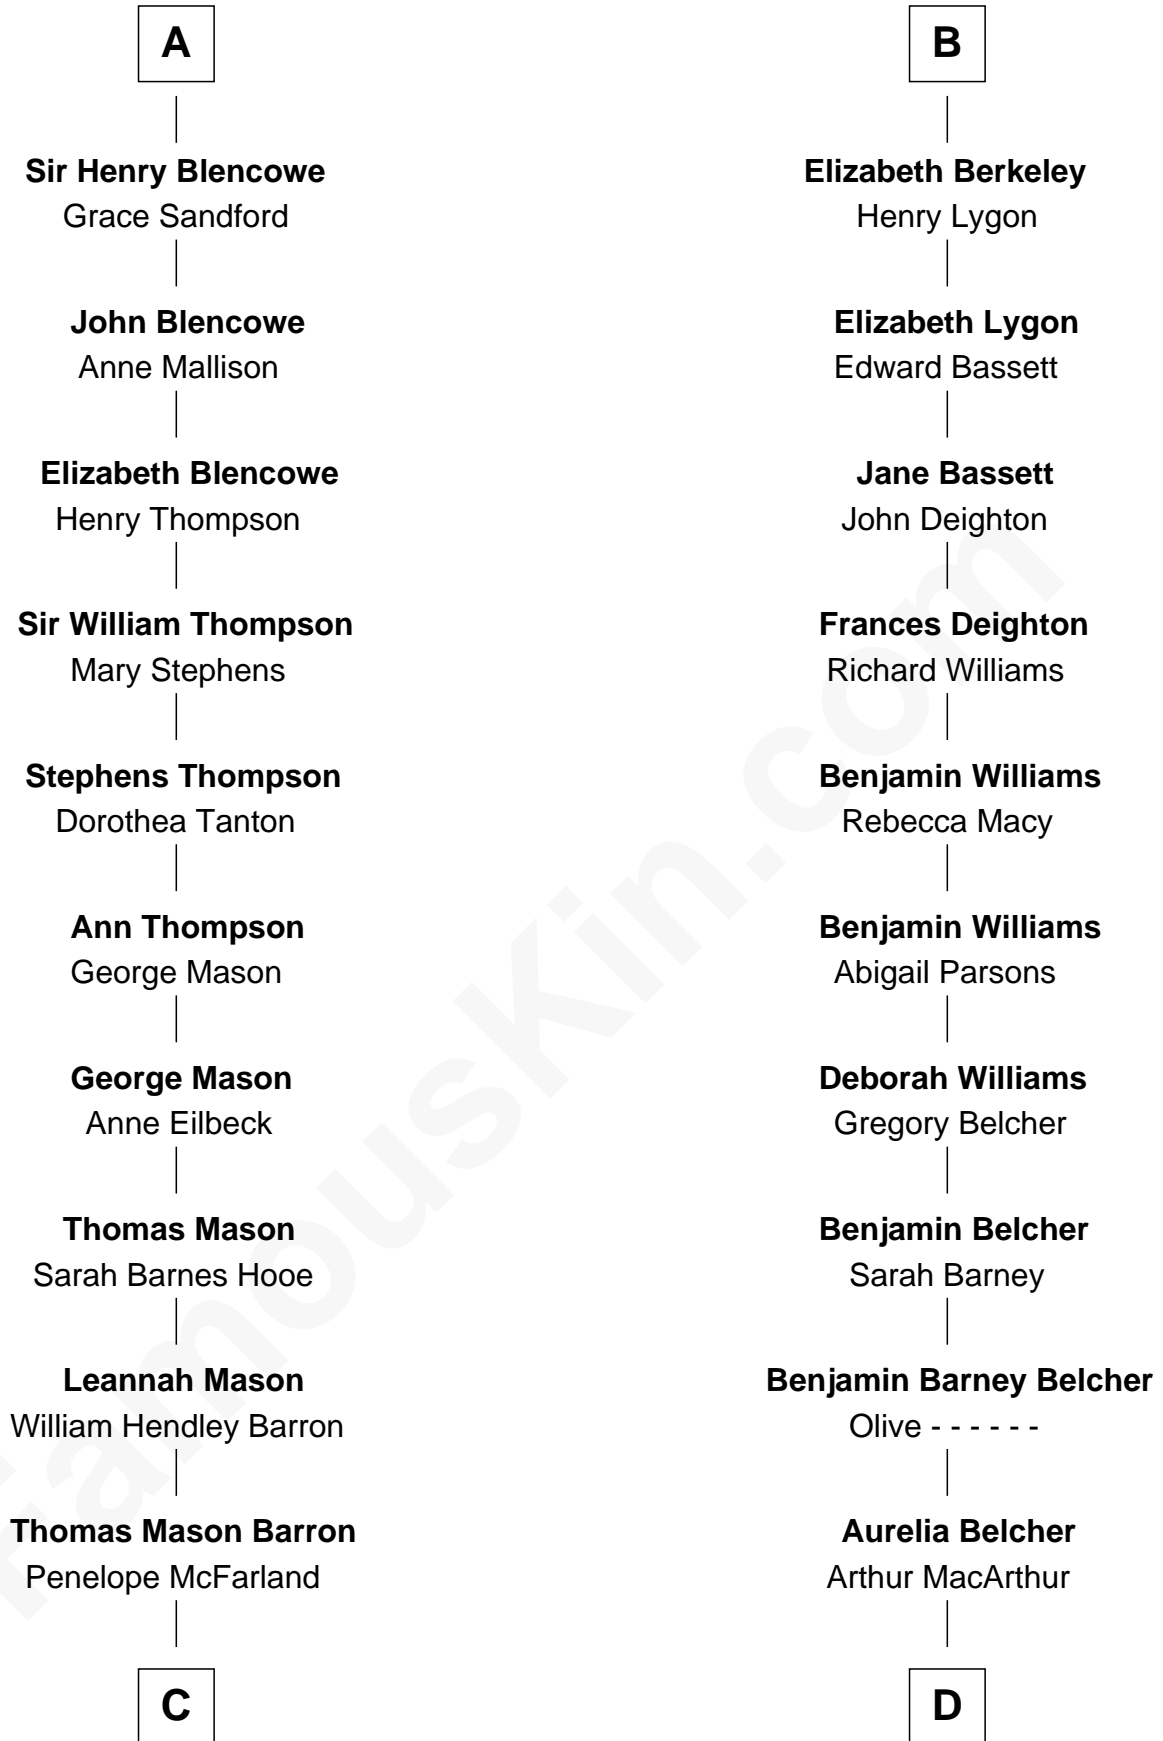 A
Sir Henry Blencowe
Grace Sandford
John Blencowe
Anne Mallison
Elizabeth Blencowe
Henry Thompson
Sir William Thompson
Mary Stephens
Stephens Thompson
Dorothea Tanton
Ann Thompson
George Mason
George Mason
Anne Eilbeck
Thomas Mason
Sarah Barnes Hooe
Leannah Mason
William Hendley Barron
Thomas Mason Barron
Penelope McFarland
C
B
Elizabeth Berkeley
Henry Lygon
Elizabeth Lygon
Edward Bassett
Jane Bassett
John Deighton
Frances Deighton
Richard Williams
Benjamin Williams
Rebecca Macy
Benjamin Williams
Abigail Parsons
Deborah Williams
Gregory Belcher
Benjamin Belcher
Sarah Barney
Benjamin Barney Belcher
Olive - - - - - -
Aurelia Belcher
Arthur MacArthur
D
FamousKin.com